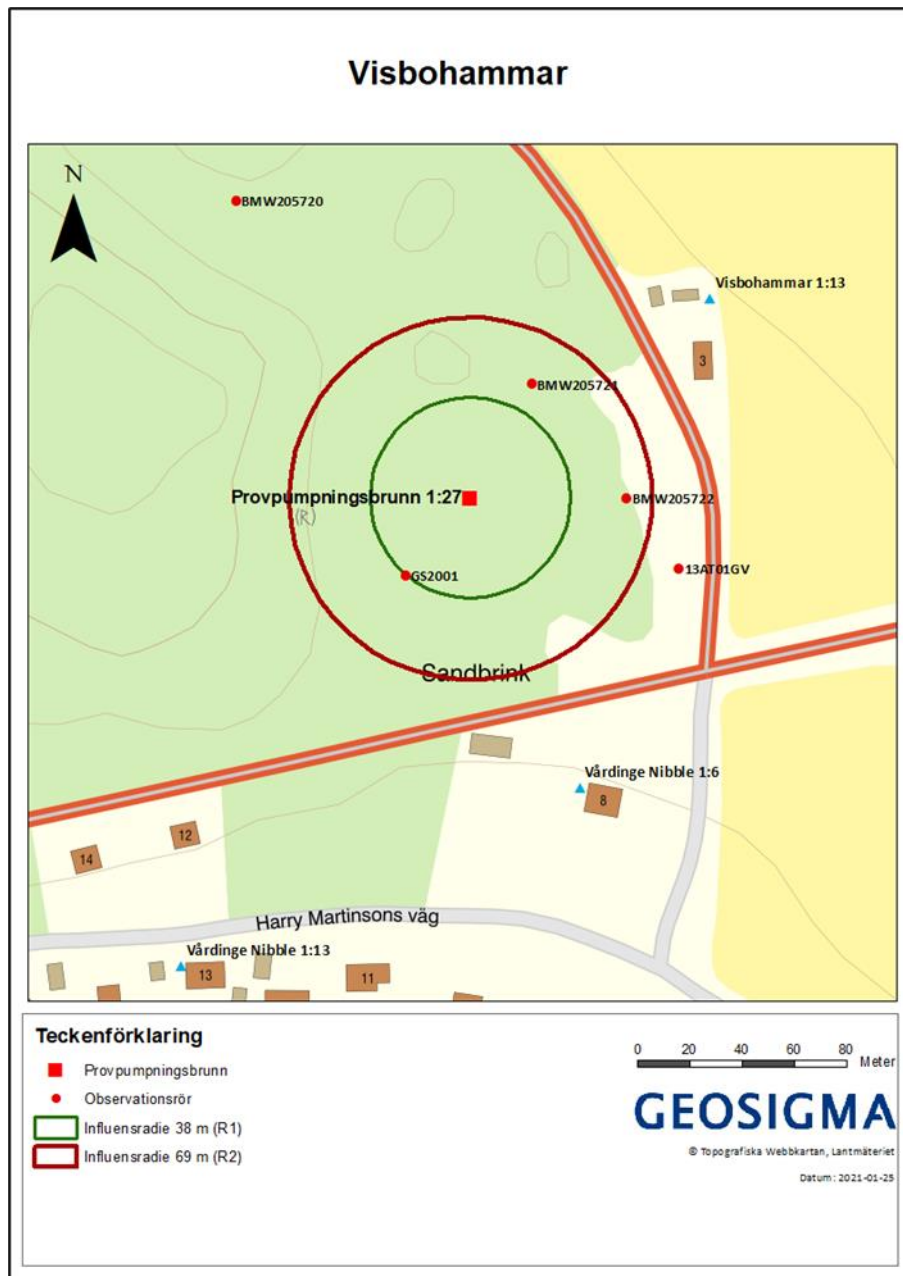 Visbohammar
N
BMW205720
Visbohammar 1:13
3
BMW205721
Provpumpningsbrunn 1:27
(R)
BMW205722
GS2001
13AT01GV
Sandbrink
Vårdinge Nibble 1:6
8
12
14
Harry Martinsons väg
Vårdinge Nibble 1:13
13
11
Teckenförklaring
Provpumpningsbrunn
Observationsrör
Influensradie 38 m (R1)
Influensradie 69 m (R2)
0 20 40 60 80 Meter
GEOSIGMA
© Topografiska Webbkartan, Lantmäteriet
Datum: 2021-01-25